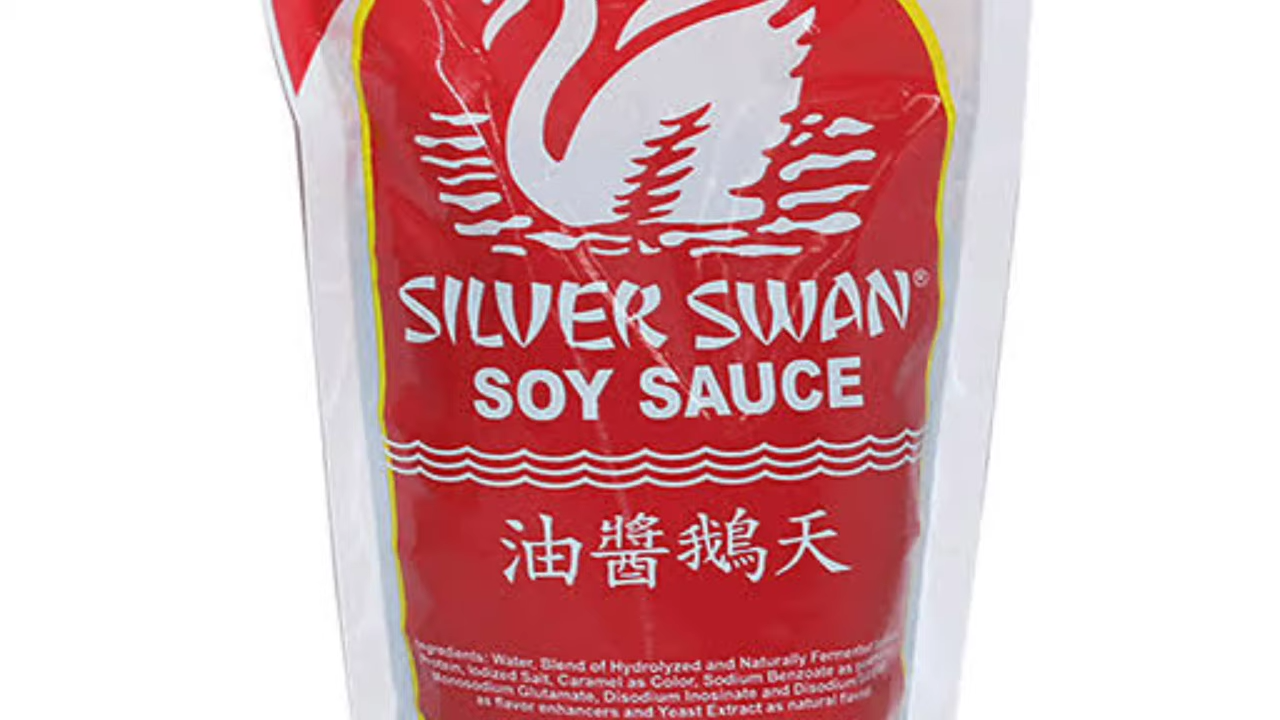 SILVER SWAN®
SOY SAUCE
油醬鵝天
Ingredients: Water, Blend of Hydrolyzed and Naturally Fermented
Protein, Iodized Salt, Caramel as Color, Sodium Benzoate as
Monosodium Glutamate, Disodium Inosinate and Disodium
as flavor enhancers and Yeast Extract as natural flavor